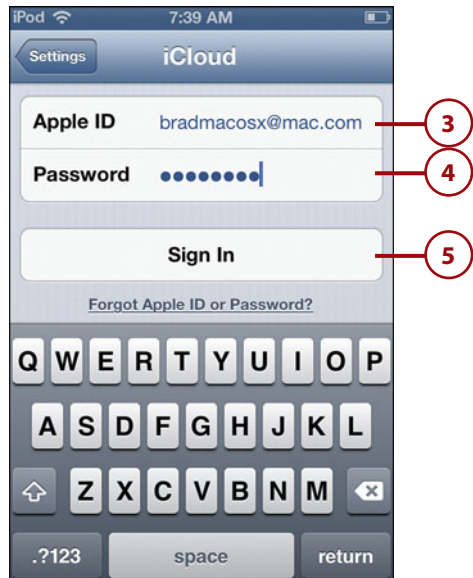 iPod 7:39 AM
Settings iCloud
Apple ID bradmacosx@mac.com 3
Password ●●●●●●●● 4
Sign In 5
Forgot Apple ID or Password?
Q W E R T Y U I O P
A S D F G H J K L
Z X C V B N M
.?123 space return